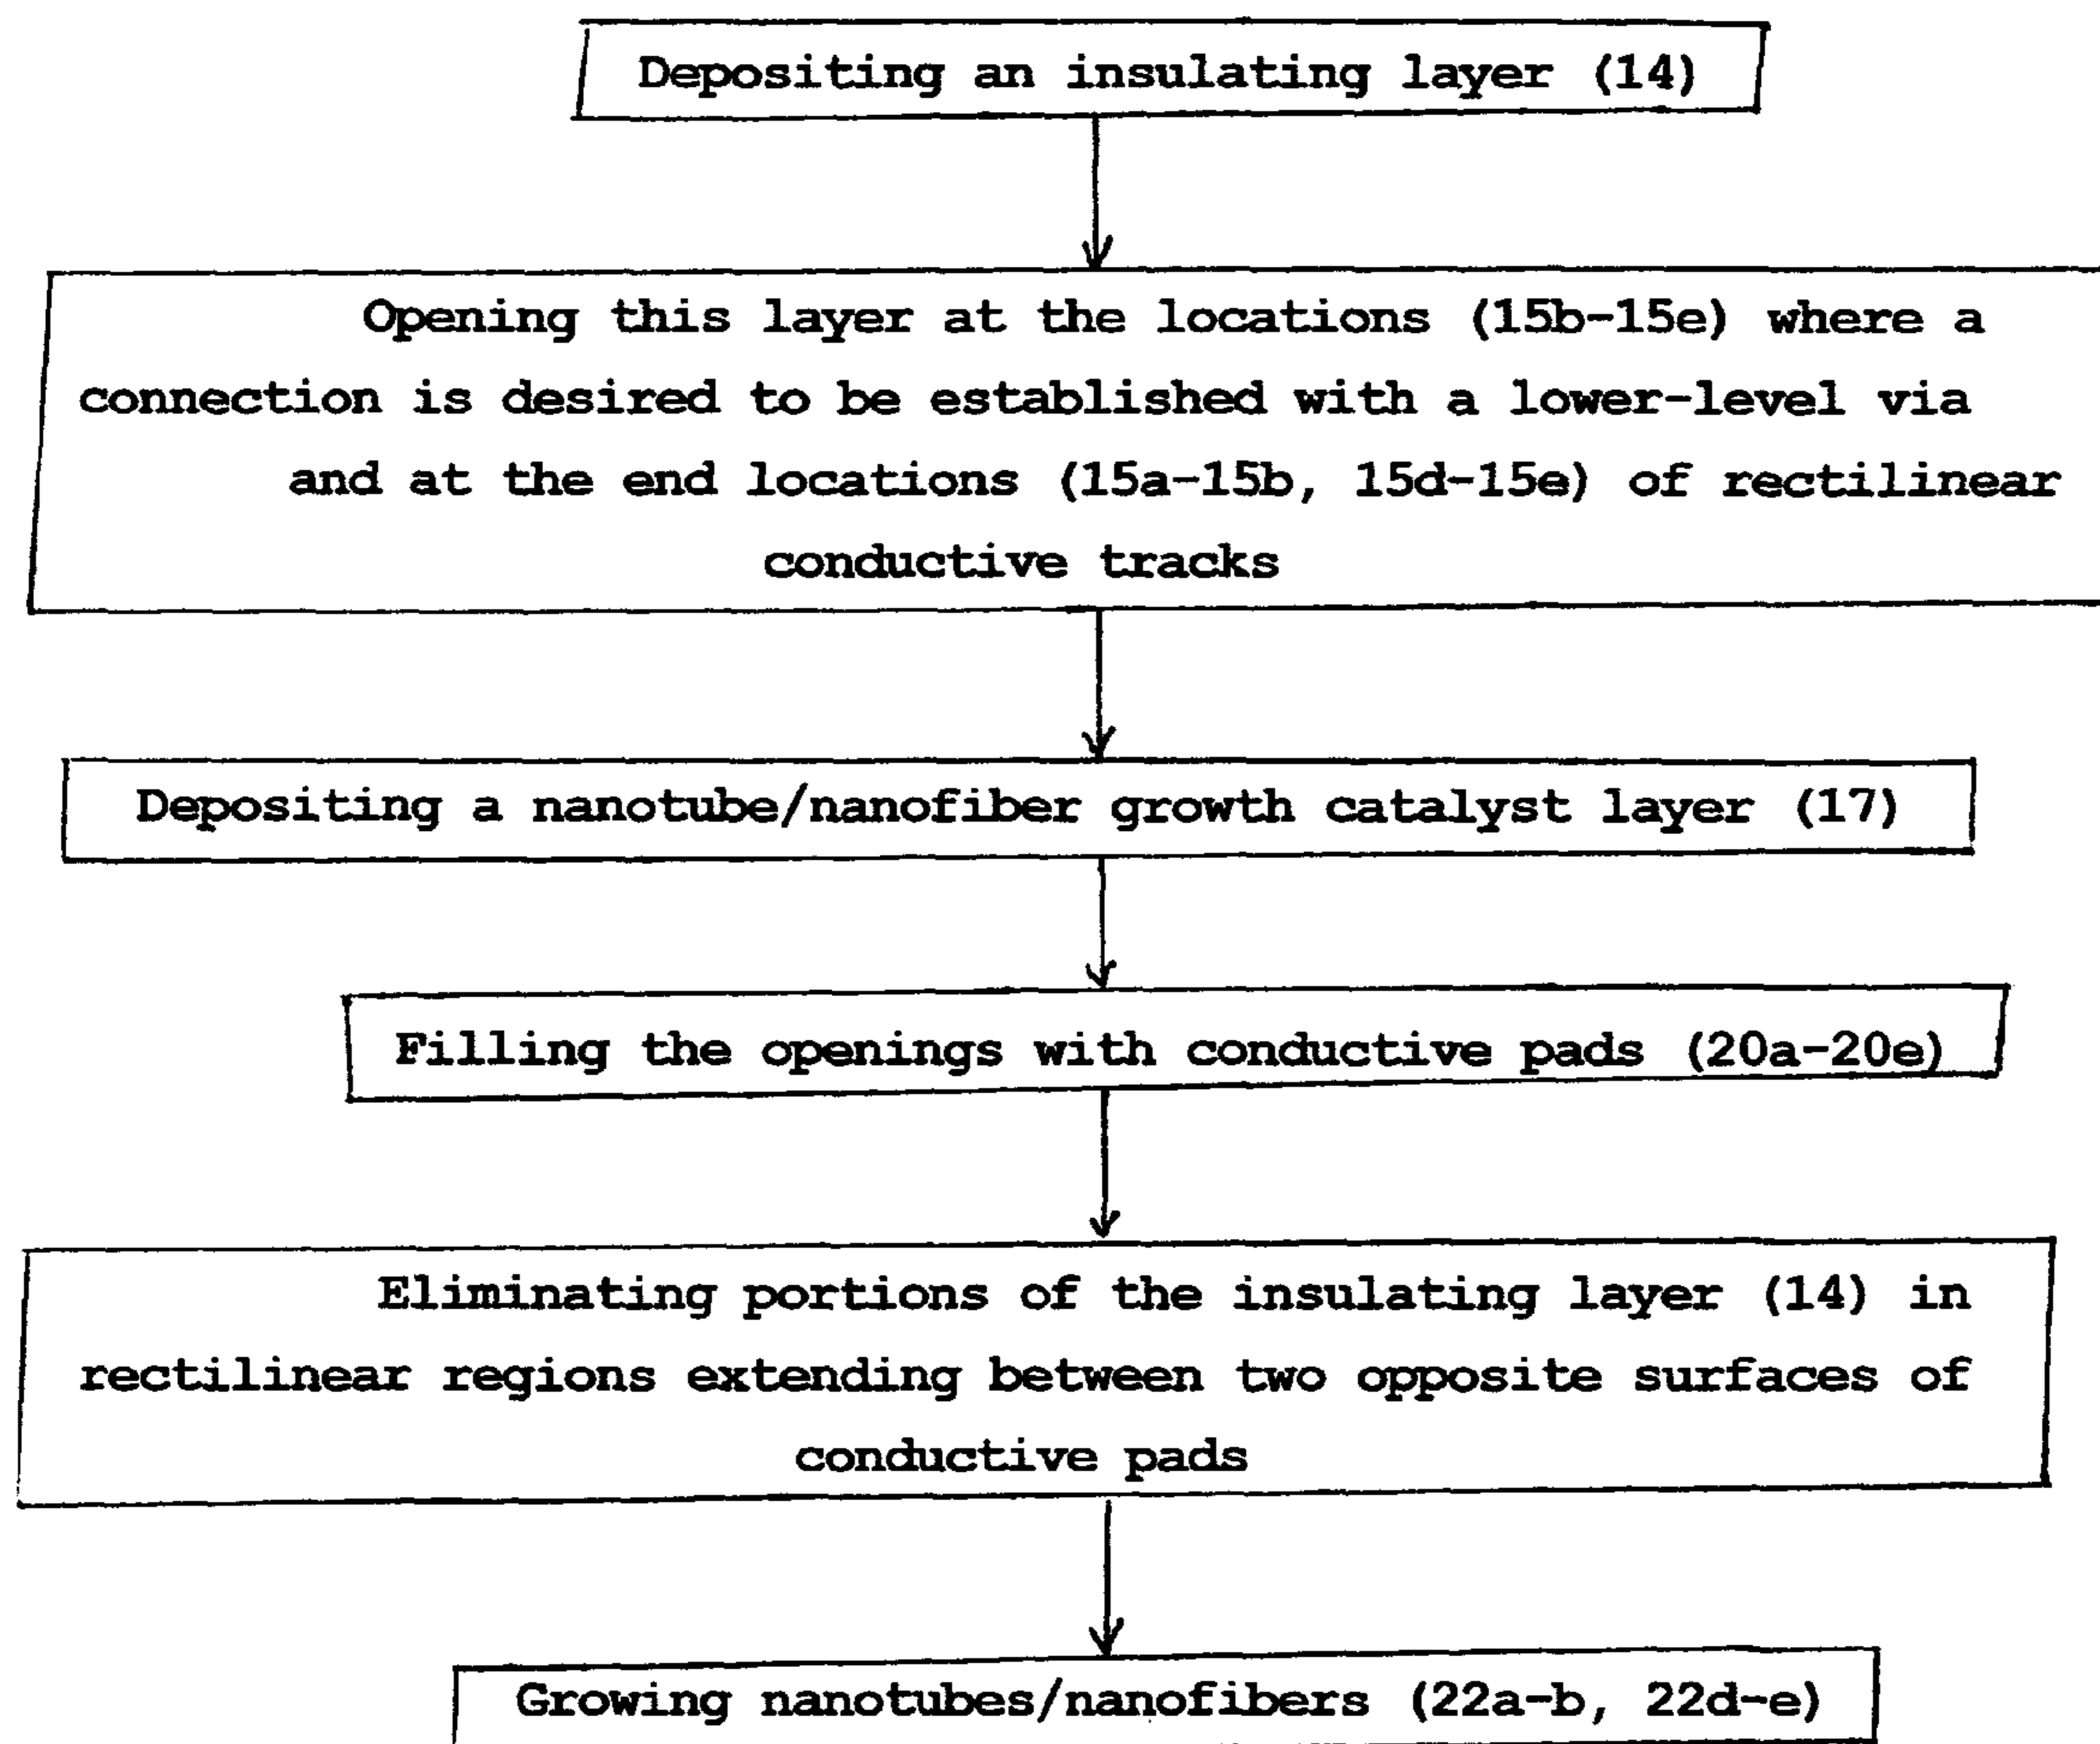 Depositing an insulating layer (14)
Opening this layer at the locations (15b-15e) where a
connection is desired to be established with a lower-level via
and at the end locations (15a-15b, 15d-15e) of rectilinear
conductive tracks
Depositing a nanotube/nanofiber growth catalyst layer (17)
Filling the openings with conductive pads (20a-20e)
Eliminating portions of the insulating layer (14) in
rectilinear regions extending between two opposite surfaces of
conductive pads
Growing nanotubes/nanofibers (22a-b, 22d-e)